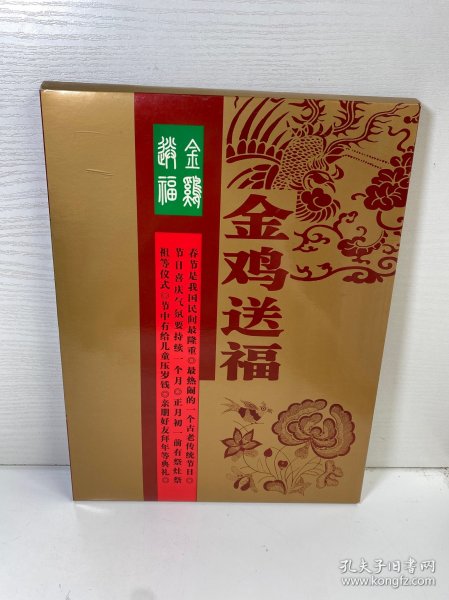 金鷄
送福
金鸡送福
春节是我国民间最隆重◎最热闹的一个古老传统节日◎
节日喜庆气氛要持续一个月◎正月初一前有祭灶祭
祖等仪式◎节中有给儿童压岁钱◎亲朋好友拜年等典礼◎
孔夫子旧书网
www.kongfz.com